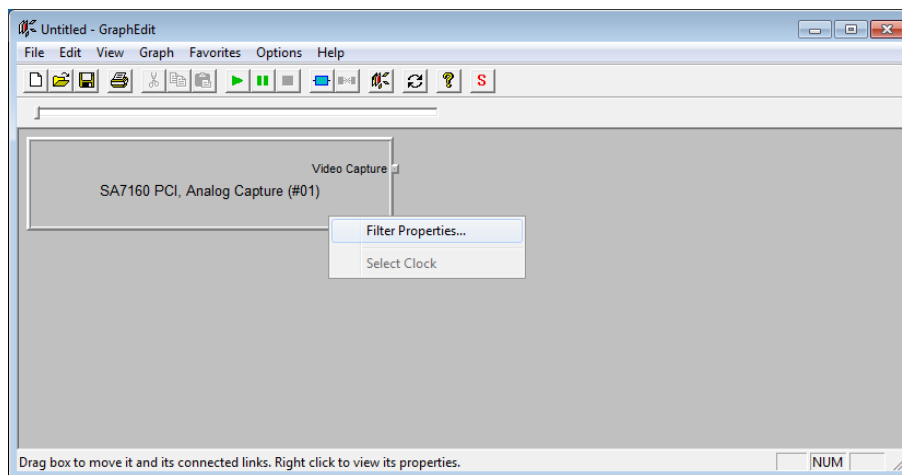 Untitled - GraphEdit
File Edit View Graph Favorites Options Help
S
Video Capture
SA7160 PCI, Analog Capture (#01)
Filter Properties...
Select Clock
Drag box to move it and its connected links. Right click to view its properties.
NUM